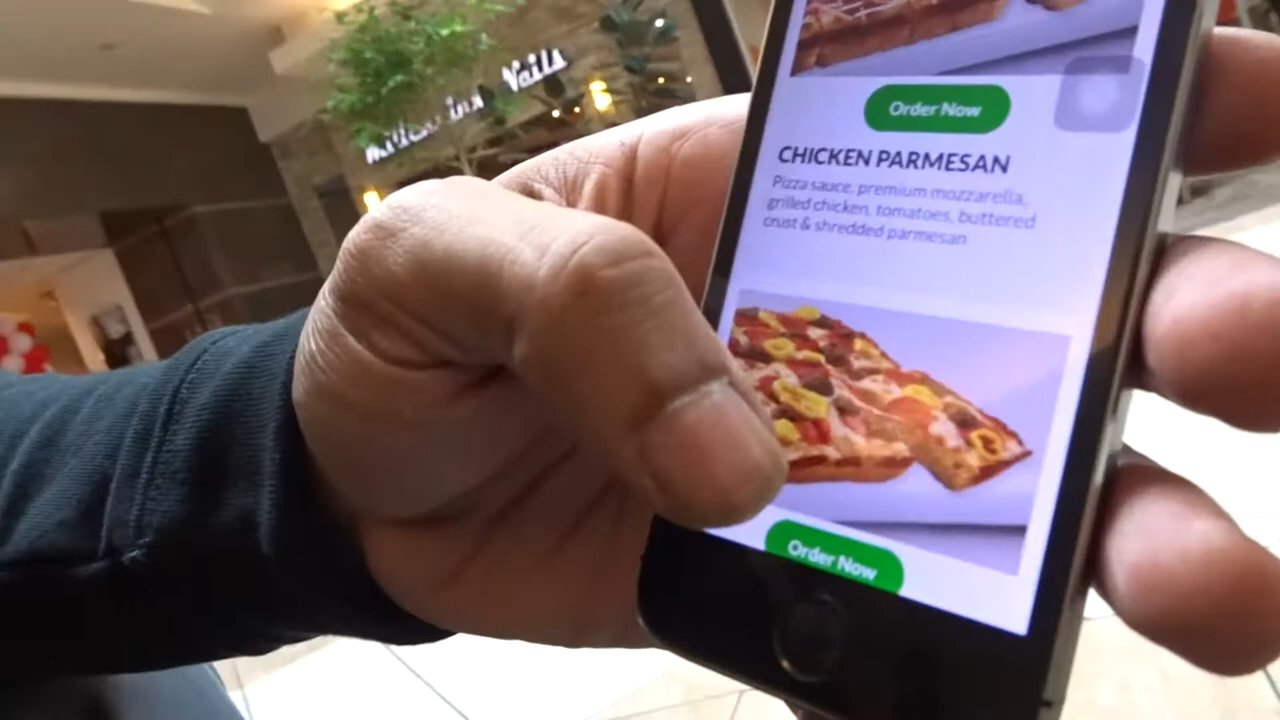 Nails
Order Now
CHICKEN PARMESAN
Pizza sauce, premium mozzarella,
grilled chicken, tomatoes, buttered
crust & shredded parmesan
Order Now